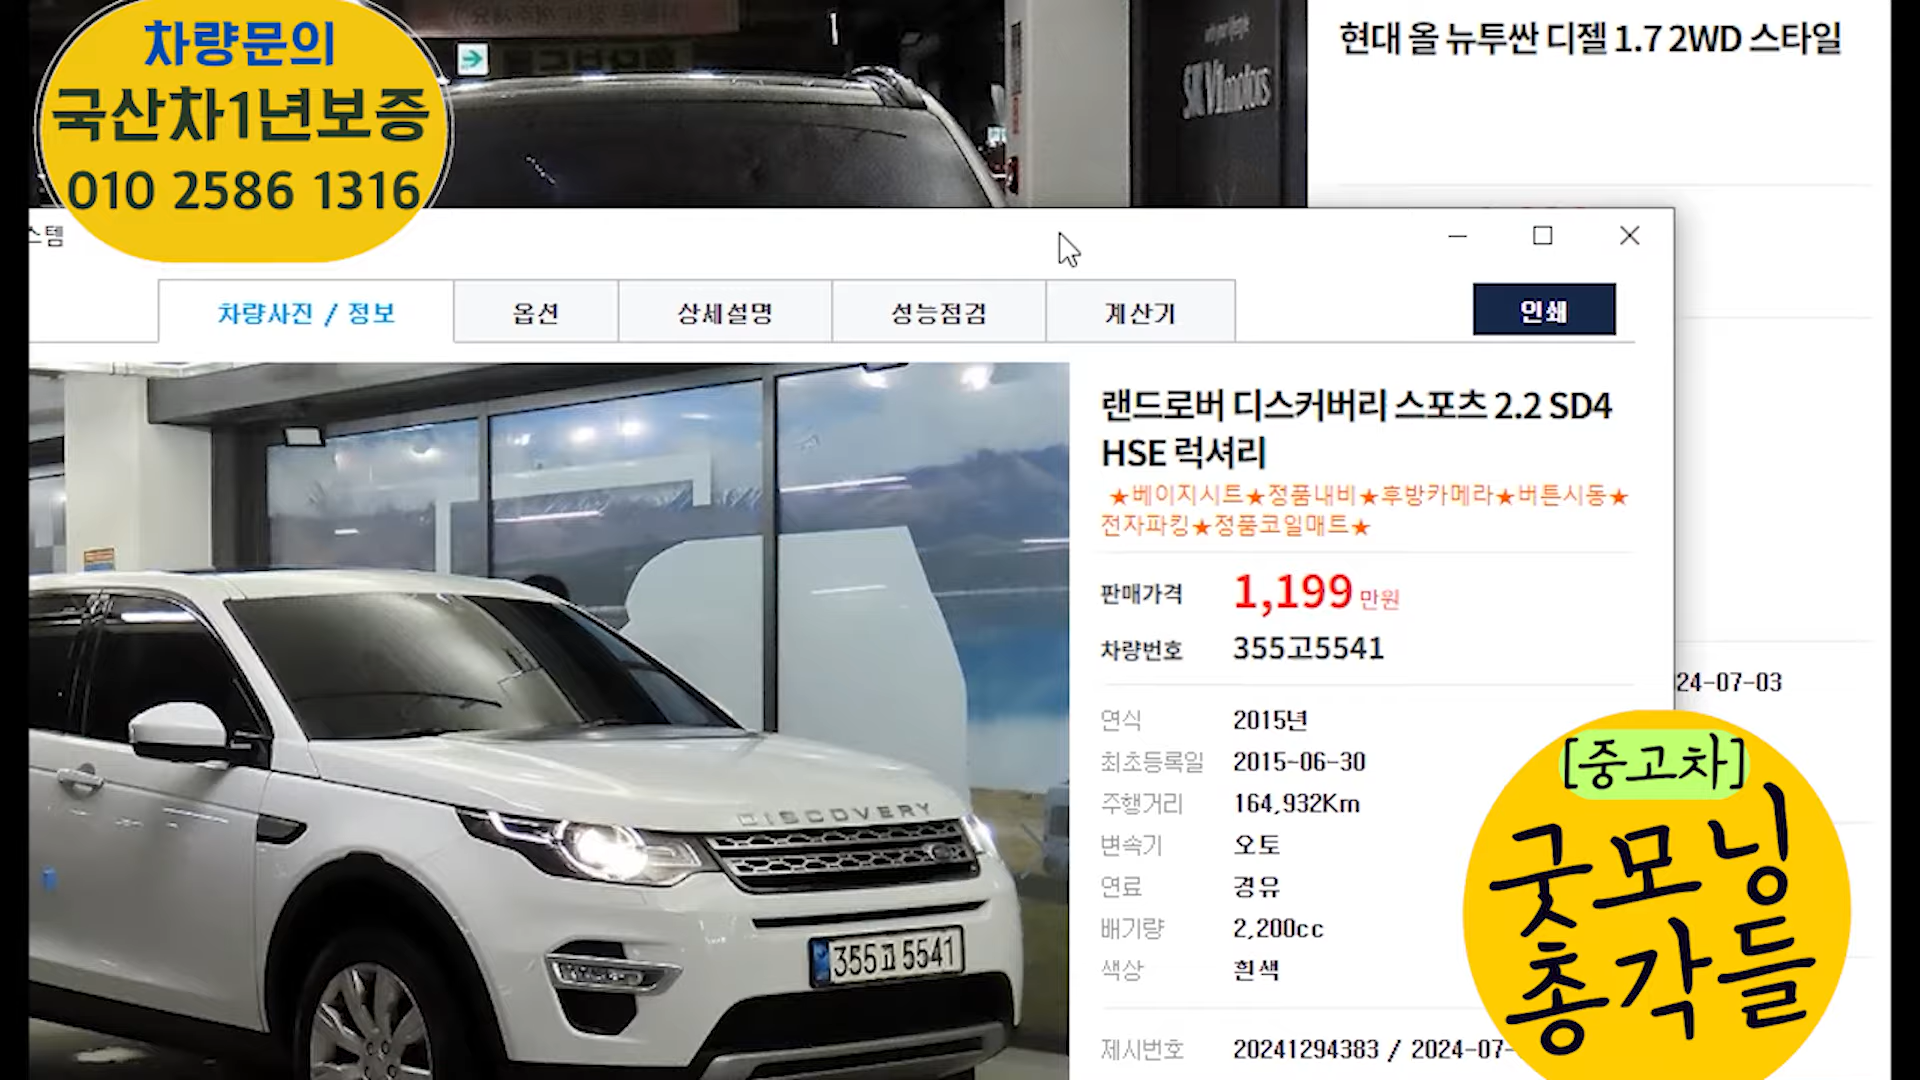 차량문의
국산차1년보증
010 2586 1316
SK V1motors
현대 올 뉴투싼 디젤 1.7 2WD 스타일
스템
차량사진 / 정보
옵션
상세설명
성능점검
계산기
인쇄
랜드로버 디스커버리 스포츠 2.2 SD4
HSE 럭셔리
★베이지시트★정품내비★후방카메라★버튼시동★
전자파킹★정품코일매트★
판매가격 1,199 만원
차량번호 355고5541
24-07-03
연식 2015년
최초등록일 2015-06-30
주행거리 164,932Km
변속기 오토
연료 경유
배기량 2,200cc
색상 흰색
제시번호 20241294383 / 2024-07-
DISCOVERY
355고 5541
[중고차]
굿모닝
총각들